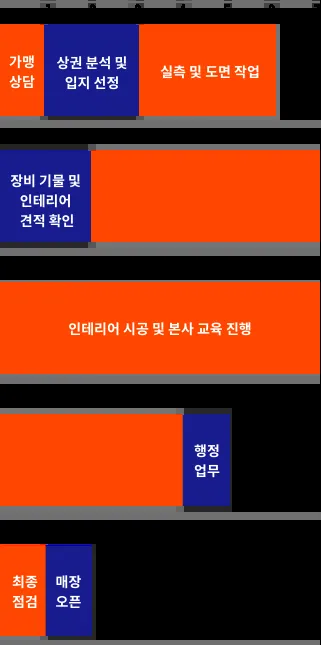 가맹
상담
상권 분석 및
입지 선정
실측 및 도면 작업
장비 기물 및
인테리어
견적 확인
인테리어 시공 및 본사 교육 진행
행정
업무
최종
점검
매장
오픈